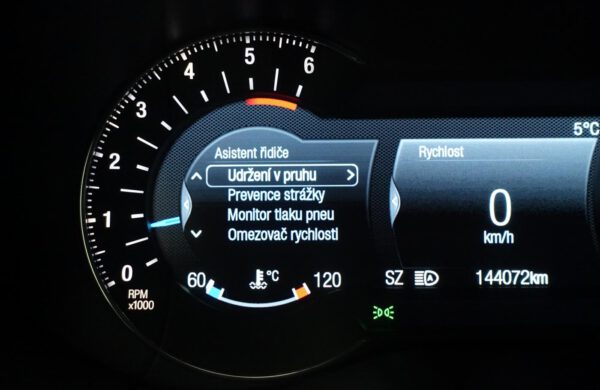 6
5
4
3
2
1
0
RPM
x1000
5°C
Asistent řidiče
Udržení v pruhu
Prevence strážky
Monitor tlaku pneu
Omezovač rychlosti
Rychlost
0
km/h
60 °C 120
SZ A 144072km